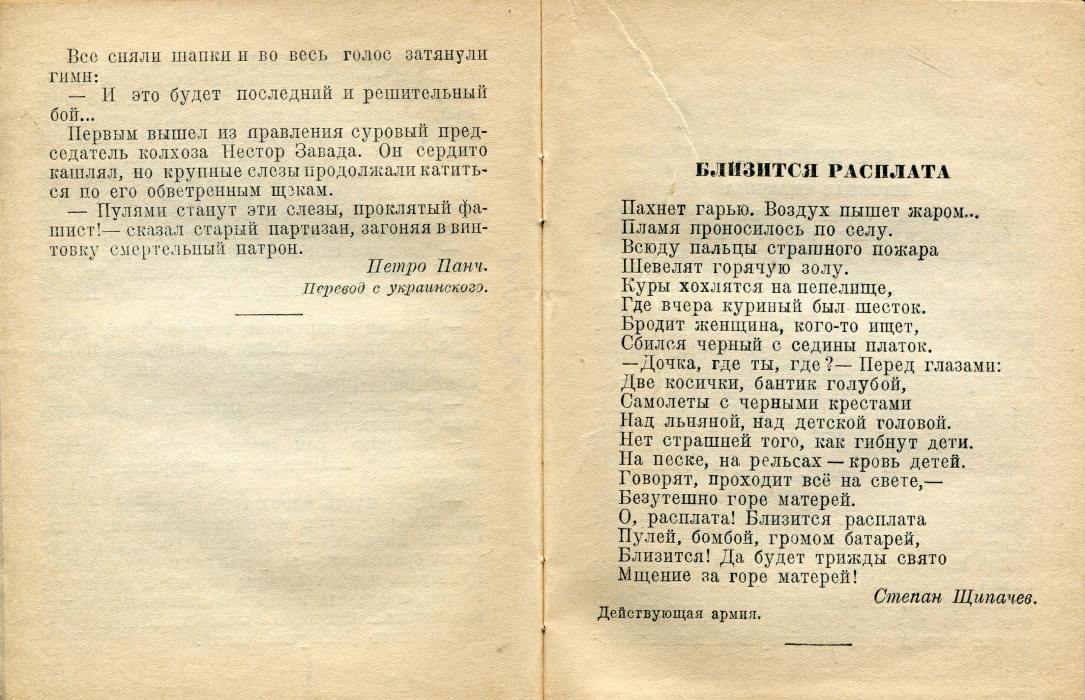 Все сняли шапки и во весь голос затянули
гимн:
— И это будет последний и решительный
бой...
Первым вышел из правления суровый пред-
седатель колхоза Нестор Завада. Он сердито
кашлял, но крупные слезы продолжали катить-
ся по его обветренным щекам.
— Пулями станут эти слезы, проклятый фа-
шист!— сказал старый партизан, загоняя в вин-
товку смертельный патрон.
Петро Панч.
Перевод с украинского.
БЛИЗИТСЯ РАСПЛАТА
Пахнет гарью. Воздух пышет жаром...
Пламя проносилось по селу.
Всюду пальцы страшного пожара
Шевелят горячую золу.
Куры хохлятся на пепелище,
Где вчера куриный был шесток.
Бродит женщина, кого-то ищет,
Сбился черный с седины платок.
—Дочка, где ты, где?— Перед глазами:
Две косички, бантик голубой,
Самолеты с черными крестами
Над льняной, над детской головой.
Нет страшней того, как гибнут дети.
На песке, на рельсах — кровь детей.
Говорят, проходит всё на свете,—
Безутешно горе матерей.
О, расплата! Близится расплата
Пулей, бомбой, громом батарей,
Близится! Да будет трижды свято
Мщение за горе матерей!
Степан Щипачев.
Действующая армия.